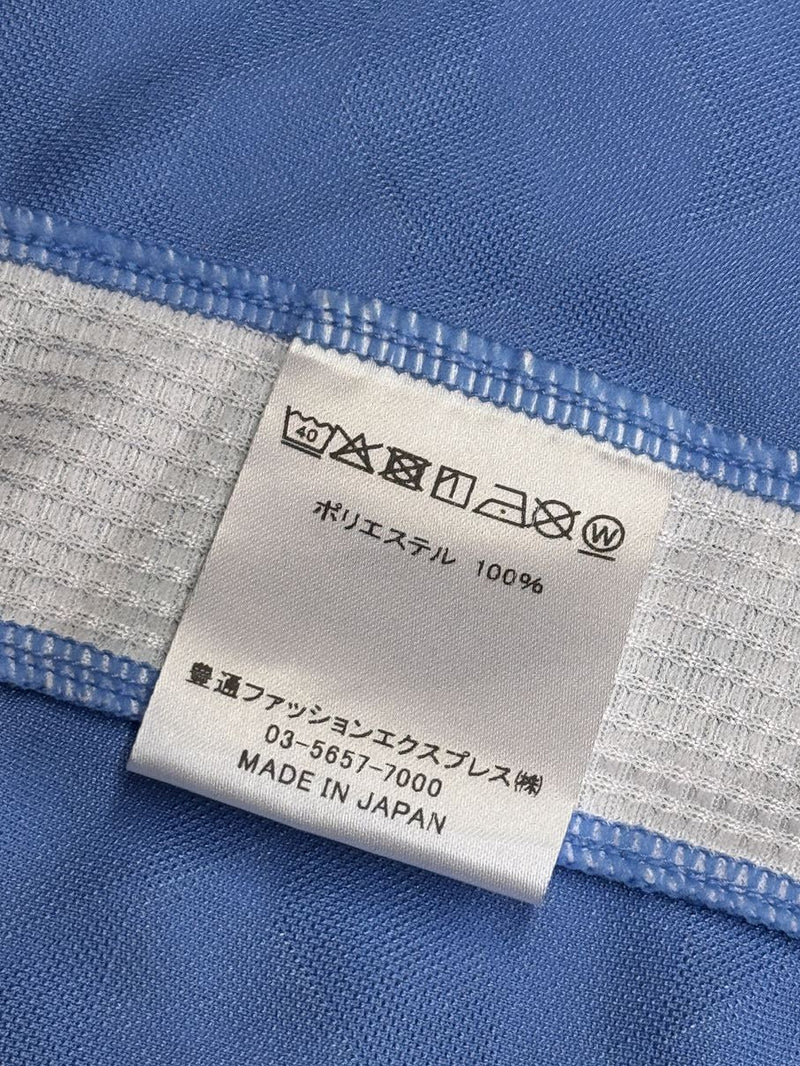 40 W
ポリエステル 100%
豊通ファッションエクスプレス㈱
03-5657-7000
MADE IN JAPAN